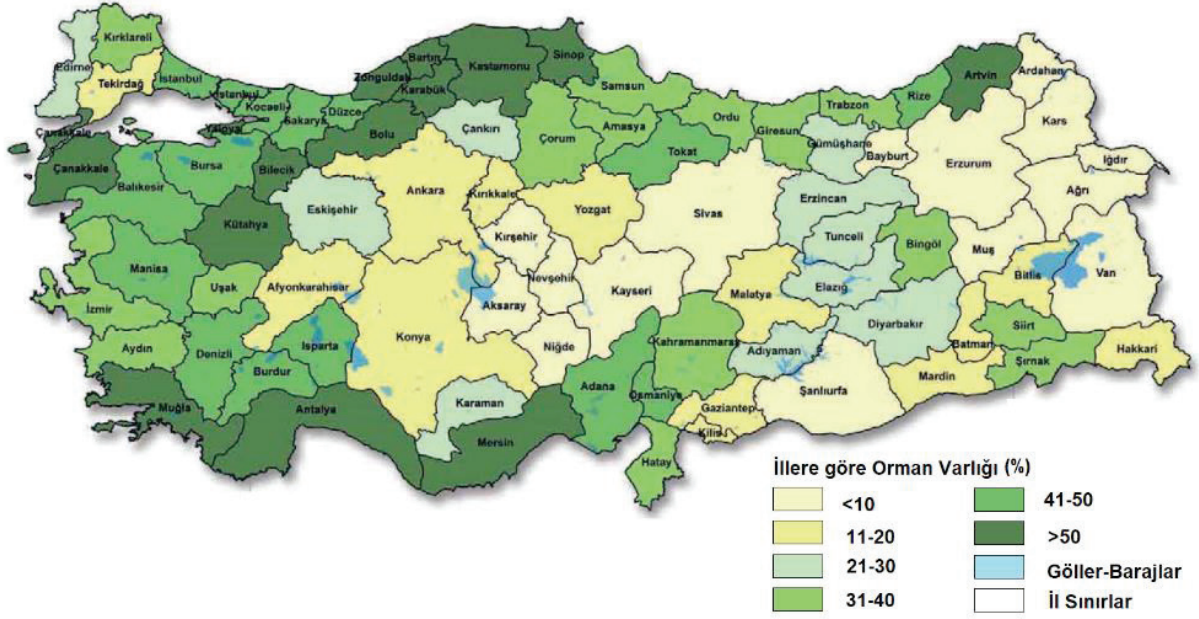 Kırklareli
Edirne
Tekirdağ
İstanbul
İstanbul
Kocaeli
Yalova
Sakarya
Düzce
Zonguldak
Bartın
Karabük
Kastamonu
Sinop
Samsun
Bolu
Çankırı
Çorum
Amasya
Ordu
Tokat
Giresun
Trabzon
Gümüşhane
Rize
Bayburt
Artvin
Ardahan
Kars
Iğdır
Erzurum
Ağrı
Çanakkale
Çanakkale
Balıkesir
Bursa
Bilecik
Kütahya
Eskişehir
Ankara
Kırıkkale
Yozgat
Sivas
Erzincan
Tunceli
Bingöl
Muş
Bitlis
Van
Manisa
Uşak
İzmir
Afyonkarahisar
Konya
Kırşehir
Nevşehir
Aksaray
Kayseri
Niğde
Malatya
Elazığ
Diyarbakır
Batman
Siirt
Şırnak
Hakkari
Aydın
Denizli
Isparta
Burdur
Muğla
Antalya
Karaman
Mersin
Adana
Osmaniye
Kahramanmaraş
Adıyaman
Gaziantep
Kilis
Şanlıurfa
Mardin
Hatay
İllere göre Orman Varlığı (%)
<10
11-20
21-30
31-40
41-50
>50
Göller-Barajlar
İl Sınırlar